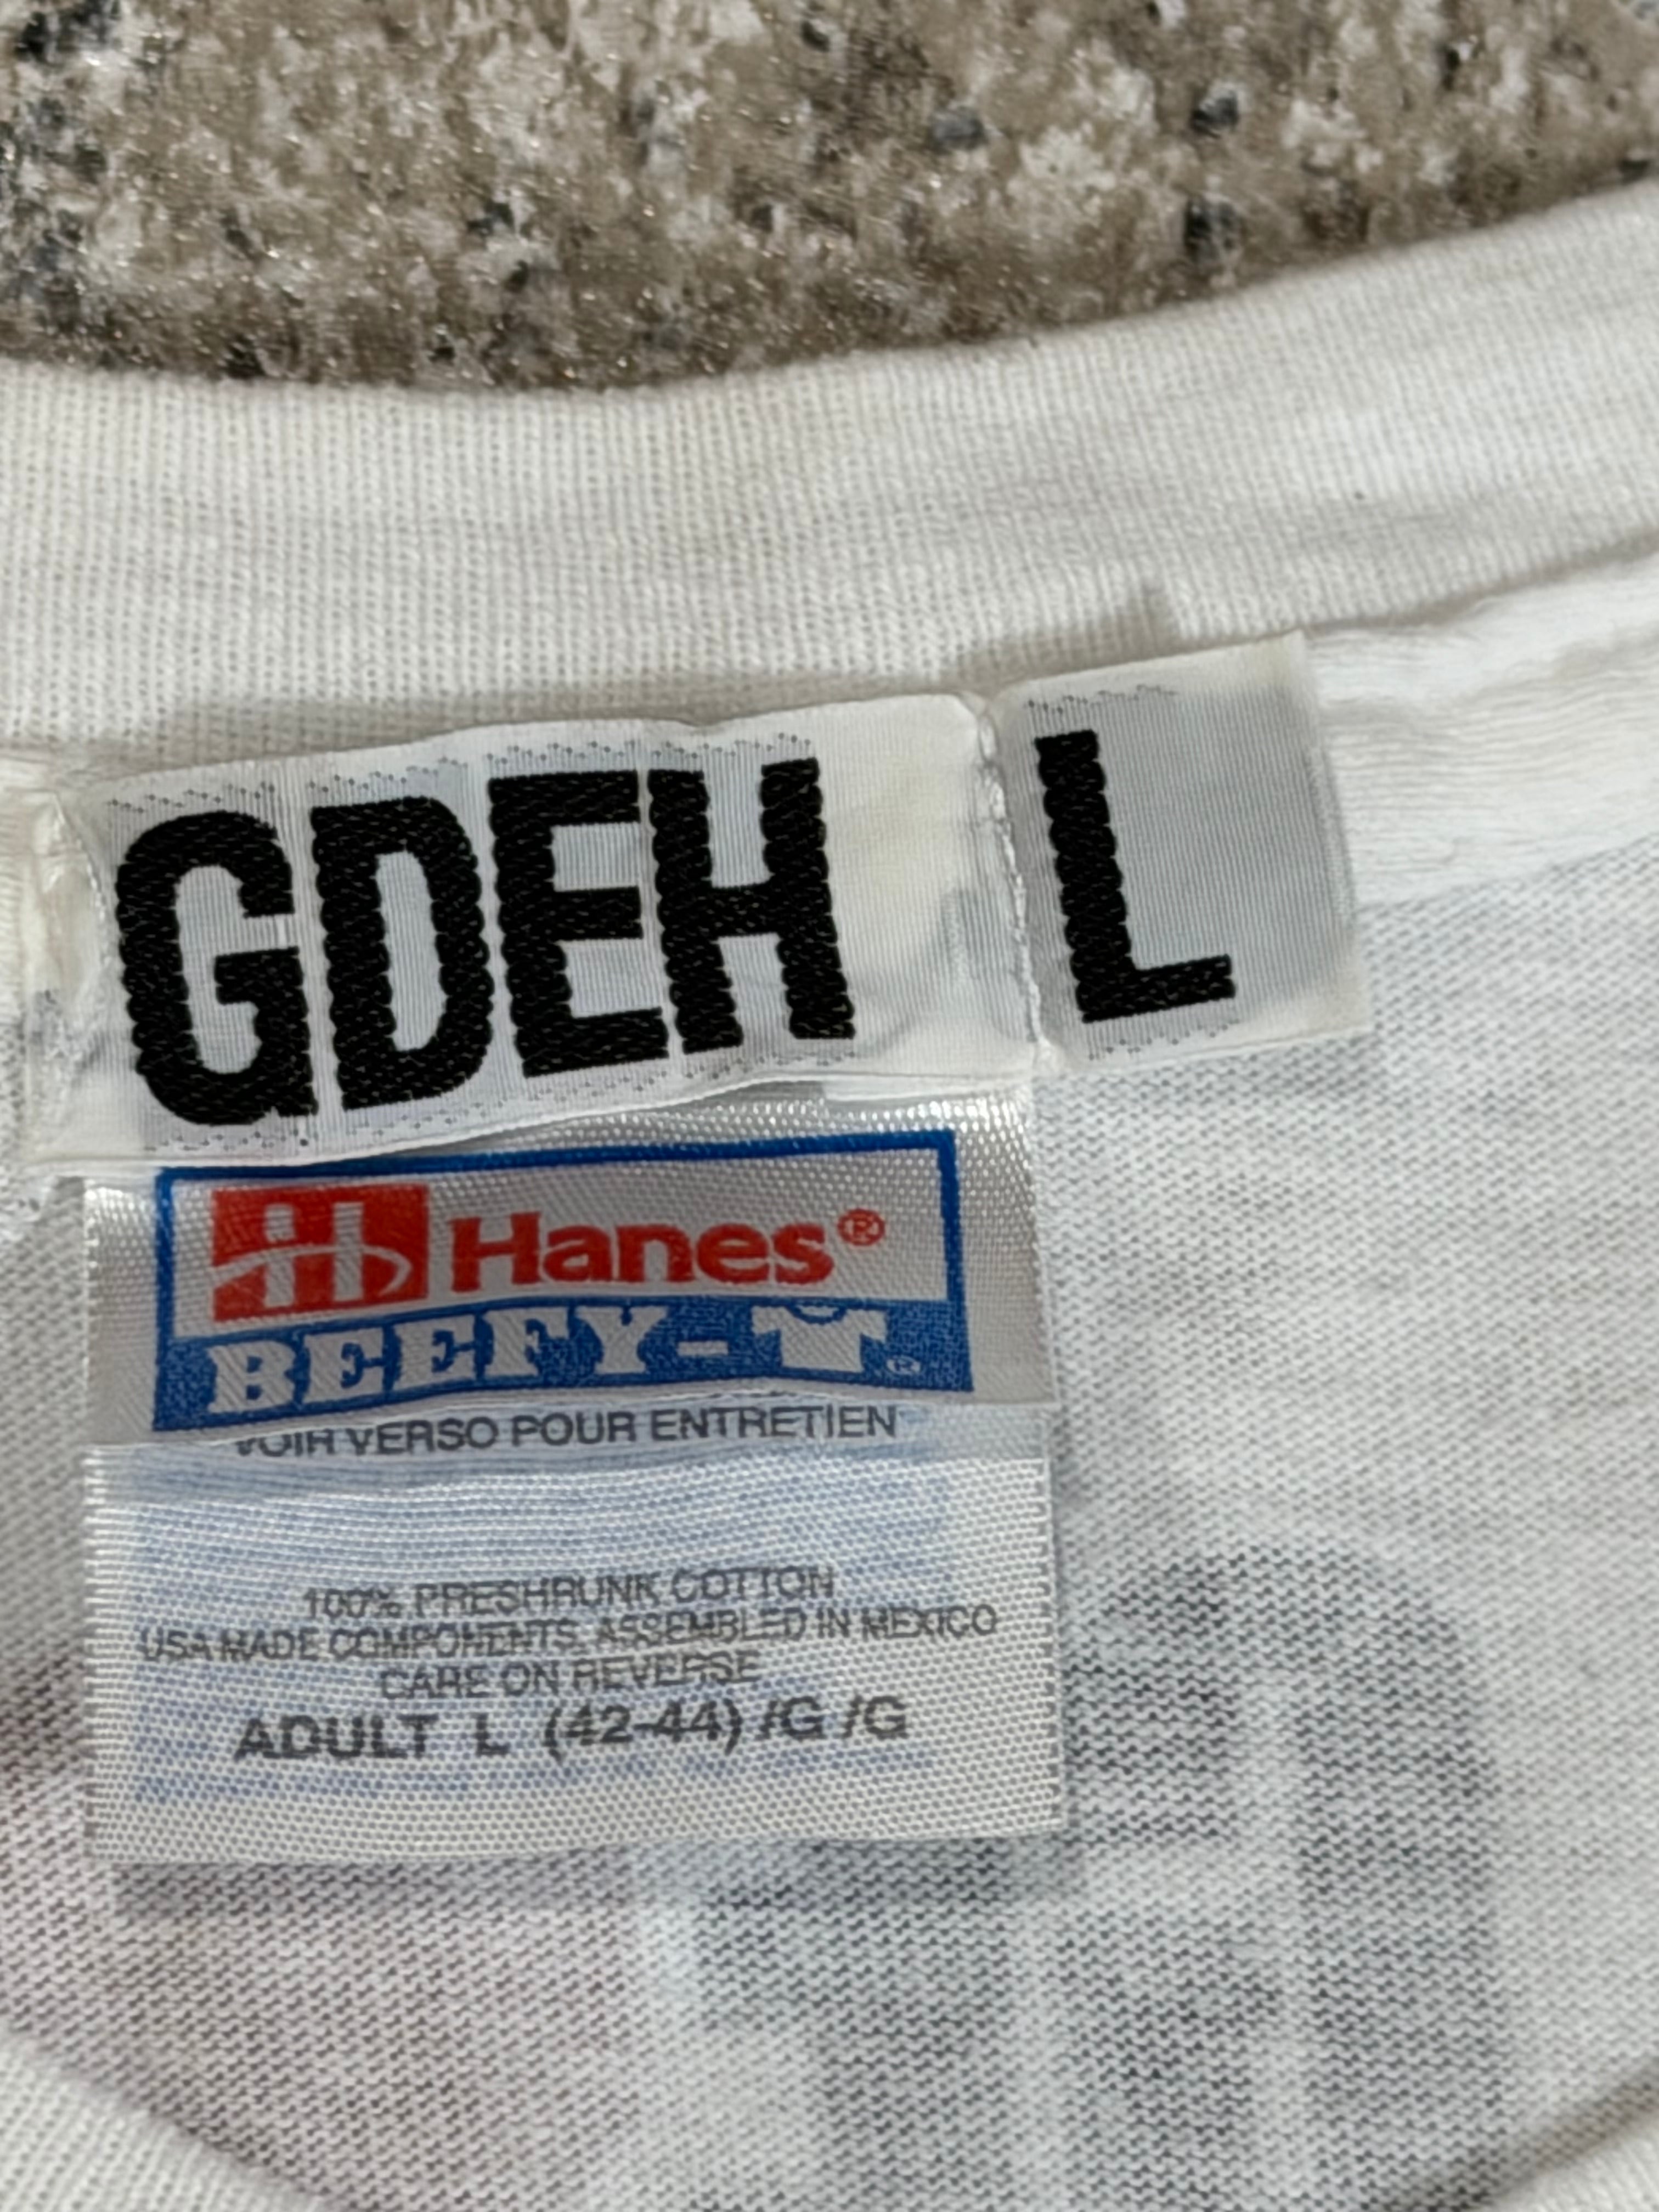 GDEH L
Hanes®
BEEFY-T®
VOIR VERSO POUR ENTRETIEN
100% PRESHRUNK COTTON
USA MADE COMPONENTS, ASSEMBLED IN MEXICO
CARE ON REVERSE
ADULT L (42-44) /G /G